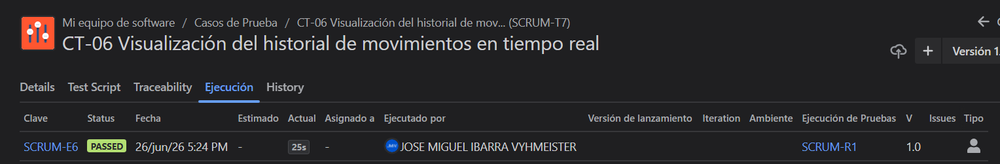 Mi equipo de software / Casos de Prueba / CT-06 Visualización del historial de mov... (SCRUM-T7)
CT-06 Visualización del historial de movimientos en tiempo real
+ Versión 1.
Details Test Script Traceability Ejecución History
Clave Status Fecha Estimado Actual Asignado a Ejecutado por Versión de lanzamiento Iteration Ambiente Ejecución de Pruebas V Issues Tipo
SCRUM-E6 PASSED 26/jun/26 5:24 PM - 25s - JOSE MIGUEL IBARRA VYHMEISTER SCRUM-R1 1.0